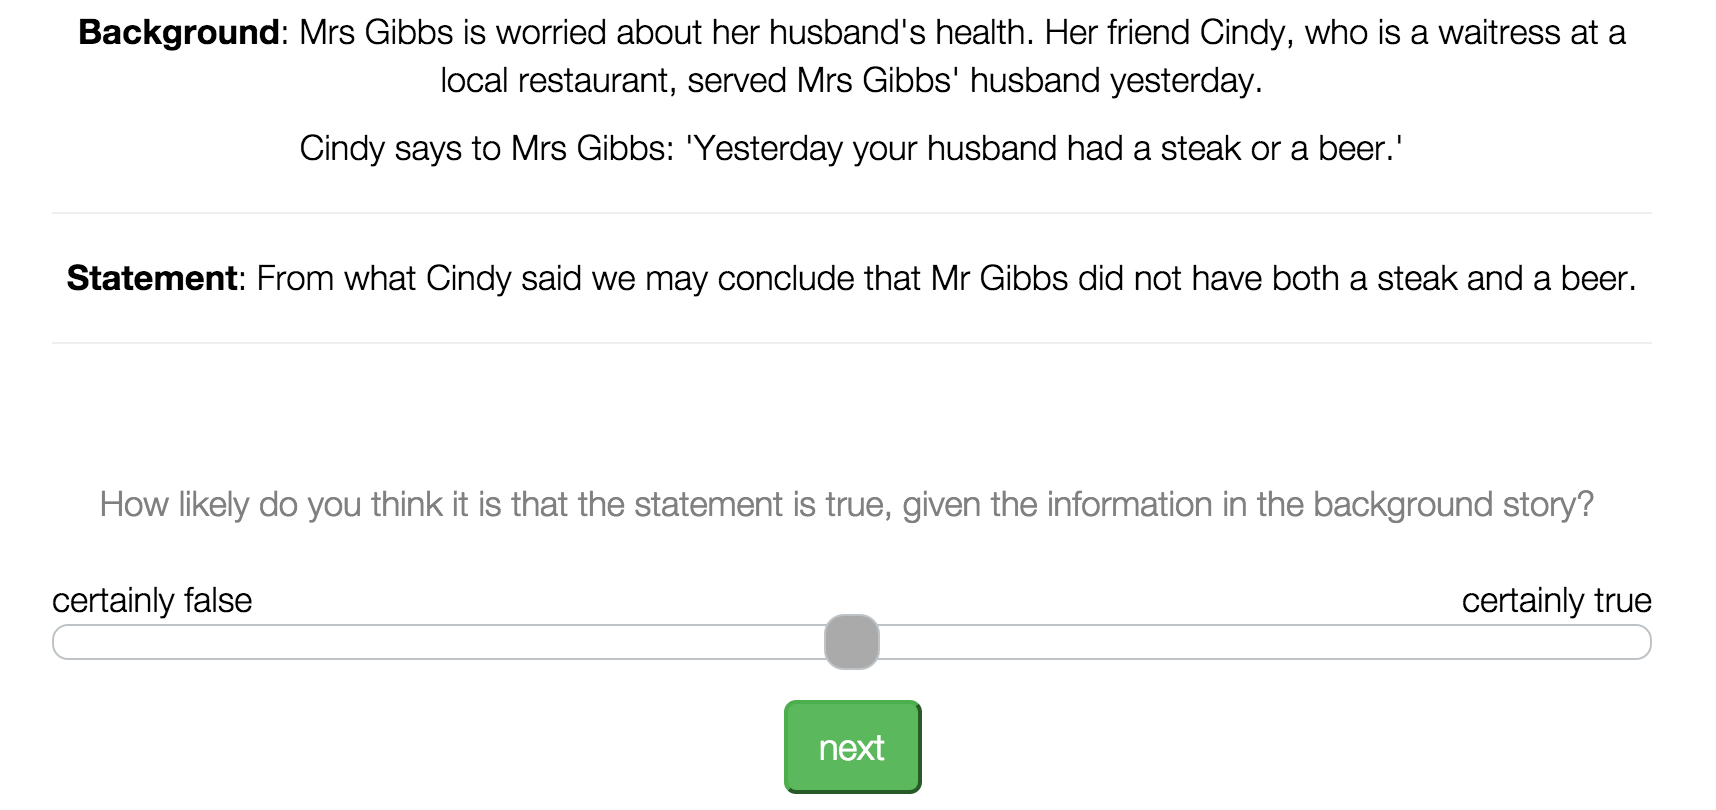 Background: Mrs Gibbs is worried about her husband's health. Her friend Cindy, who is a waitress at a
local restaurant, served Mrs Gibbs' husband yesterday.
Cindy says to Mrs Gibbs: 'Yesterday your husband had a steak or a beer.'
Statement: From what Cindy said we may conclude that Mr Gibbs did not have both a steak and a beer.
How likely do you think it is that the statement is true, given the information in the background story?
certainly false
certainly true
next